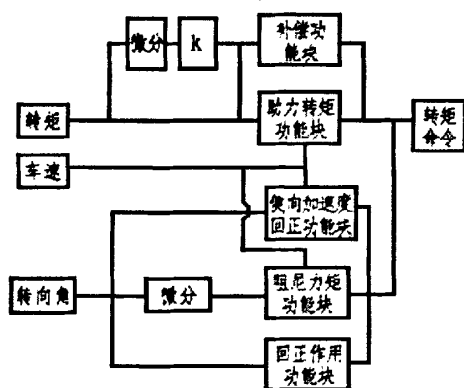 微分
k
补偿功
能块
转矩
助力转矩
功能块
转矩
命令
车速
侧向加速度
回正功能块
转向角
微分
阻尼力矩
功能块
回正作用
功能块